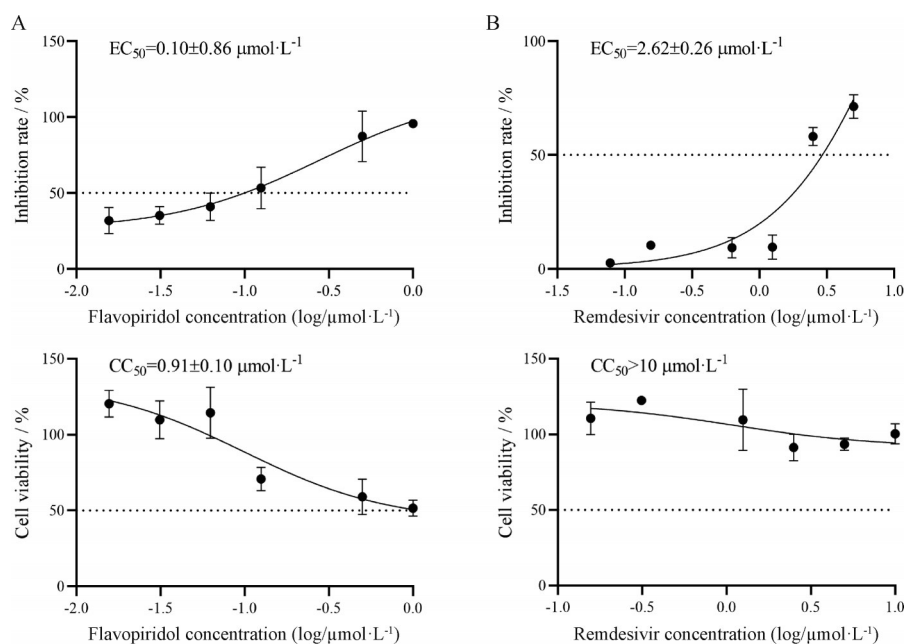 A
EC50=0.10±0.86 μmol·L-1
150
100
50
0
Inhibition rate / %
-2.0 -1.5 -1.0 -0.5 0.0
Flavopiridol concentration (log/μmol·L-1)
B
EC50=2.62±0.26 μmol·L-1
100
50
0
Inhibition rate / %
-1.5 -1.0 -0.5 0.0 0.5 1.0
Remdesivir concentration (log/μmol·L-1)
CC50=0.91±0.10 μmol·L-1
150
100
50
0
Cell viability / %
-2.0 -1.5 -1.0 -0.5 0.0
Flavopiridol concentration (log/μmol·L-1)
CC50>10 μmol·L-1
150
100
50
0
Cell viability / %
-1.0 -0.5 0.0 0.5 1.0
Remdesivir concentration (log/μmol·L-1)